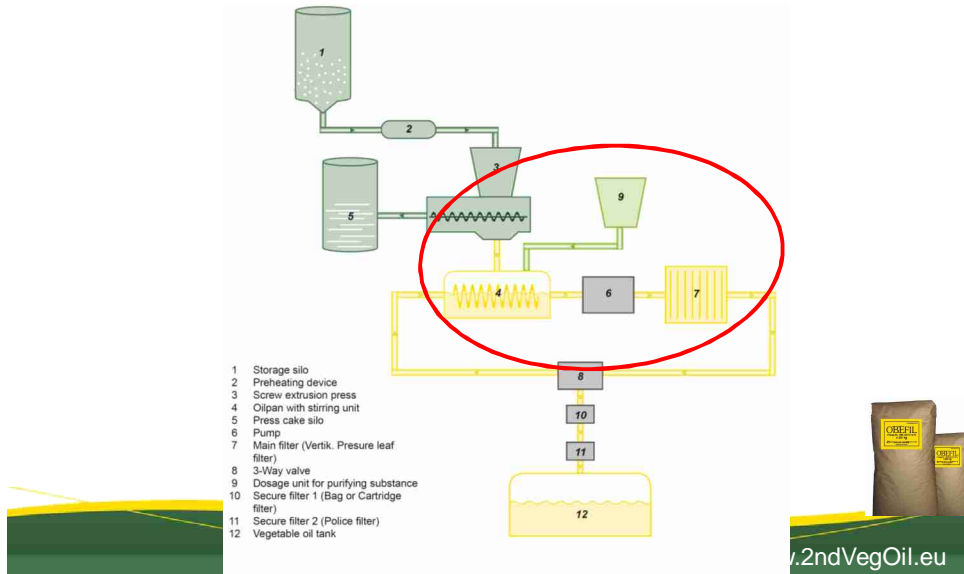 1
2
3
9
5
4
6
7
8
10
11
12
1 Storage silo
2 Preheating device
3 Screw extrusion press
4 Oilpan with stirring unit
5 Press cake silo
6 Pump
7 Main filter (Vertik. Presure leaf
filter)
8 3-Way valve
9 Dosage unit for purifying substance
10 Secure filter 1 (Bag or Cartridge
filter)
11 Secure filter 2 (Police filter)
12 Vegetable oil tank
OBEFIL
OBEFIL
.2ndVegOil.eu